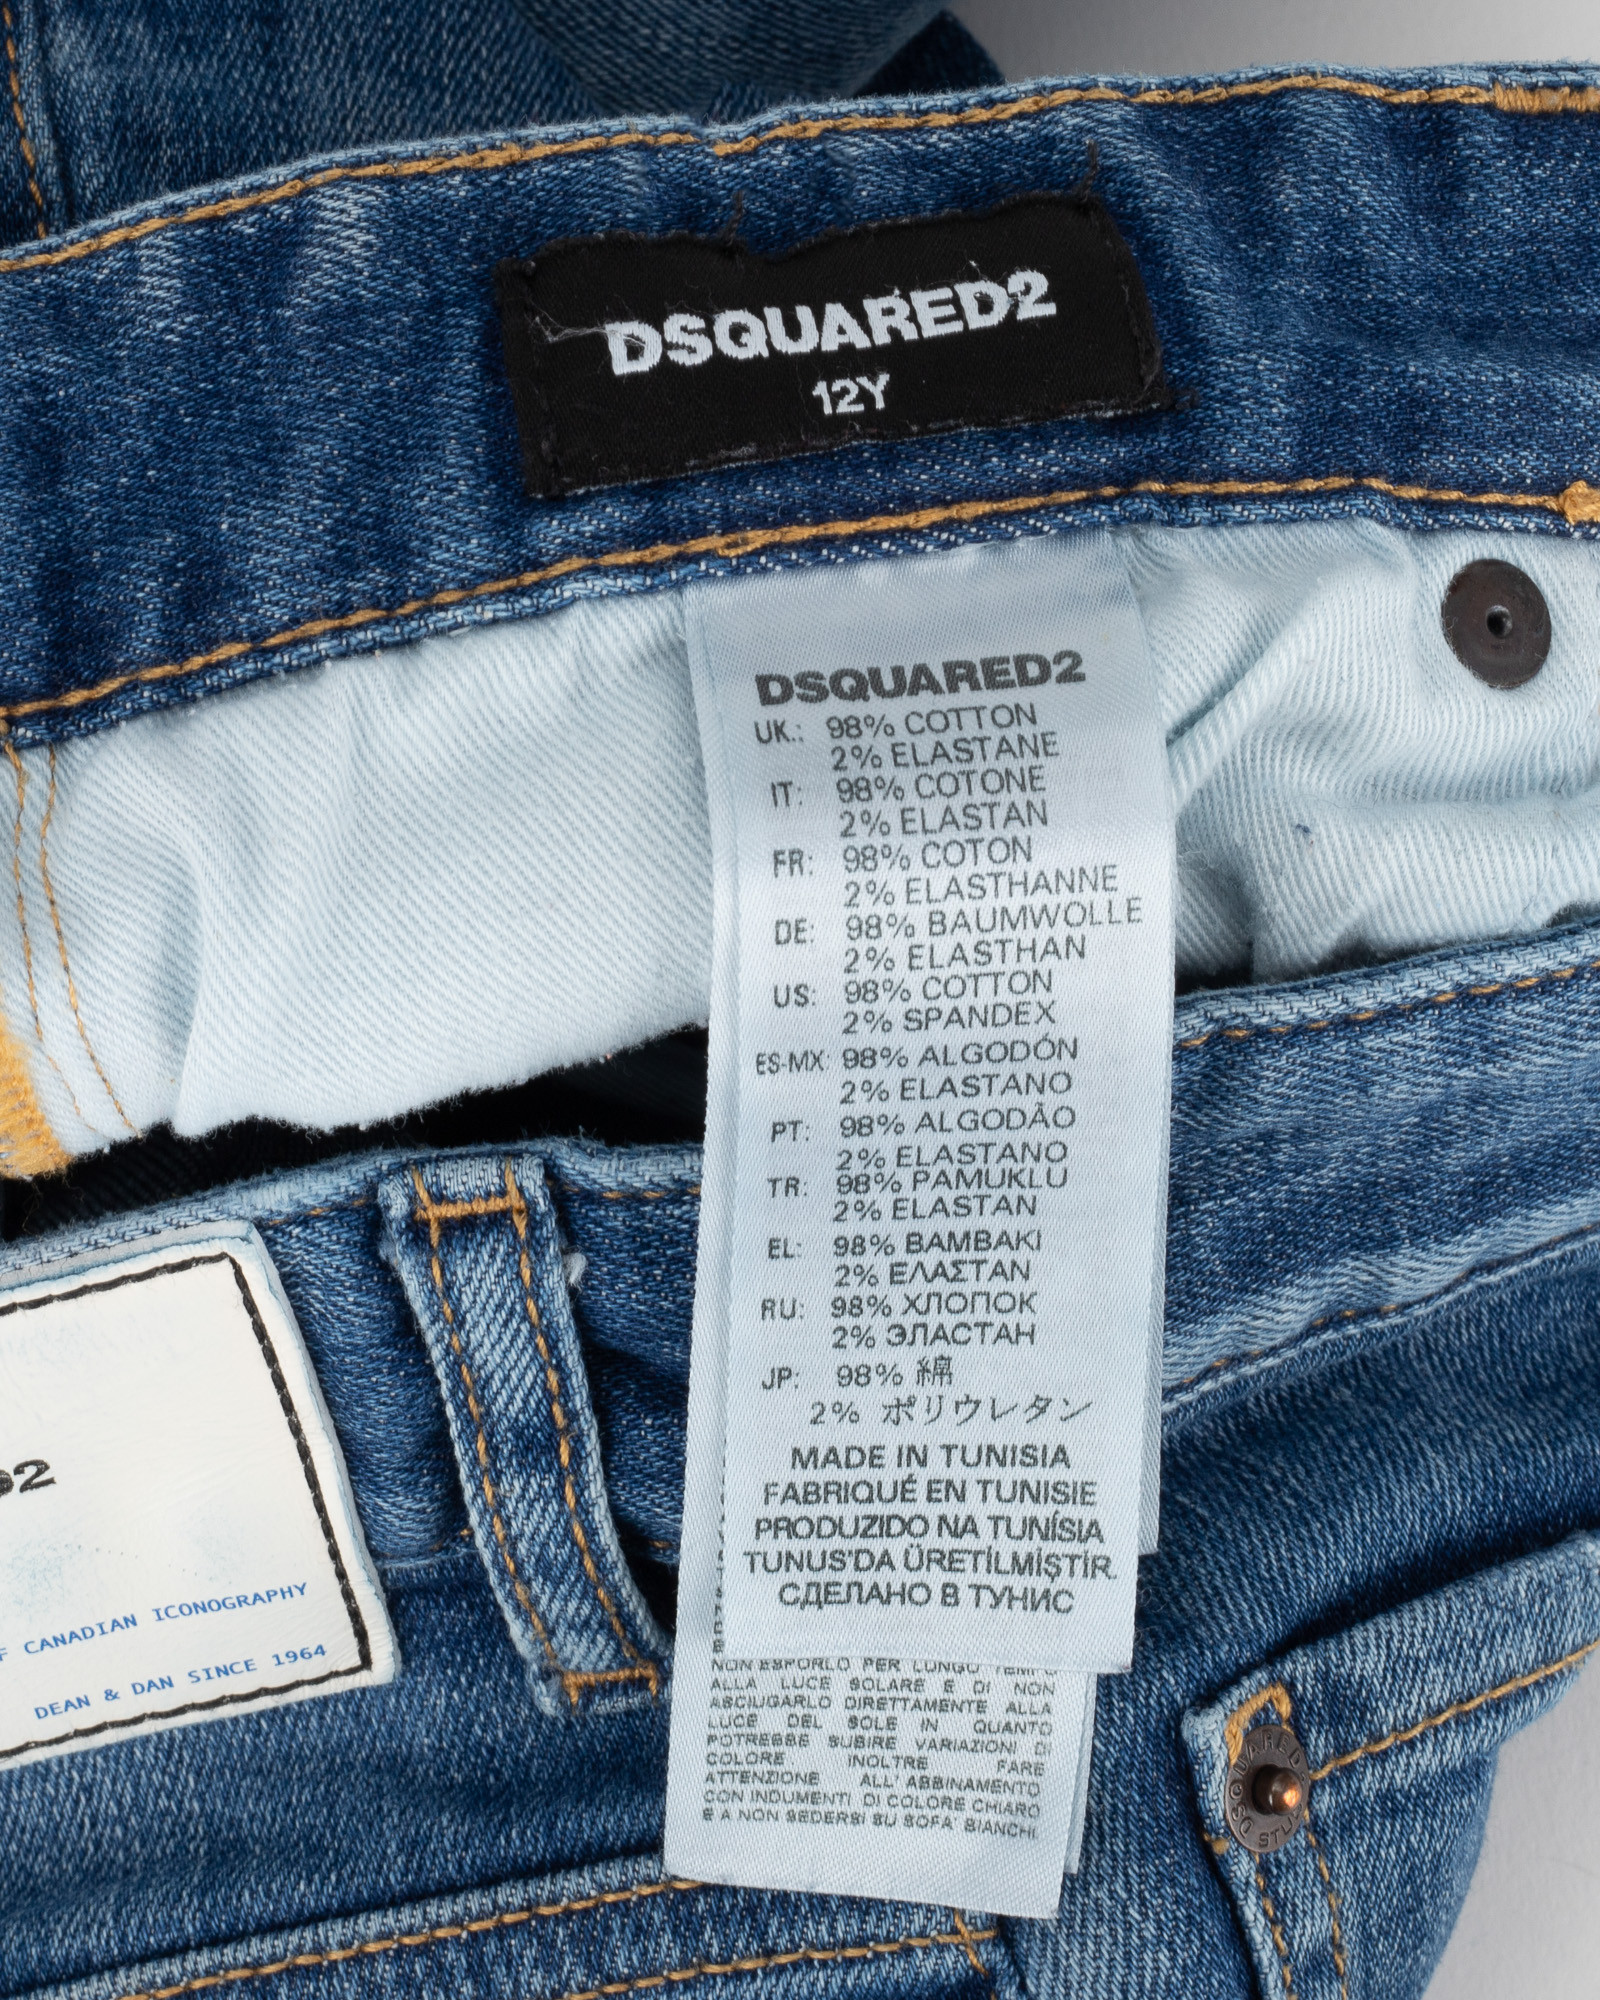 DSQUARED2
12Y
DSQUARED2
UK.: 98% COTTON
2% ELASTANE
IT: 98% COTONE
2% ELASTAN
FR: 98% COTON
2% ELASTHANNE
DE: 98% BAUMWOLLE
2% ELASTHAN
US: 98% COTTON
2% SPANDEX
ES-MX: 98% ALGODÓN
2% ELASTANO
PT: 98% ALGODÃO
2% ELASTANO
TR: 98% PAMUKLU
2% ELASTAN
EL: 98% ΒΑΜΒΑΚΙ
2% ΕΛΑΣΤΑΝ
RU: 98% ХЛОПОК
2% ЭЛАСТАН
JP: 98% 綿
2% ポリウレタン
MADE IN TUNISIA
FABRIQUÉ EN TUNISIE
PRODUZIDO NA TUNÍSIA
TUNUS'DA ÜRETİLMİŞTİR.
СДЕЛАНО В ТУНИС
NON ESPORLO PER LUNGO TEMPO
ALLA LUCE SOLARE E DI NON
ASCIUGARLO DIRETTAMENTE ALLA
LUCE DEL SOLE IN QUANTO
POTREBBE SUBIRE VARIAZIONI DI
COLORE INOLTRE FARE
ATTENZIONE ALL'ABBINAMENTO
CON INDUMENTI DI COLORE CHIARO
E A NON SEDERSI SU SOFA' BIANCHI.
D2
F CANADIAN ICONOGRAPHY
DEAN & DAN SINCE 1964
DSQUARED